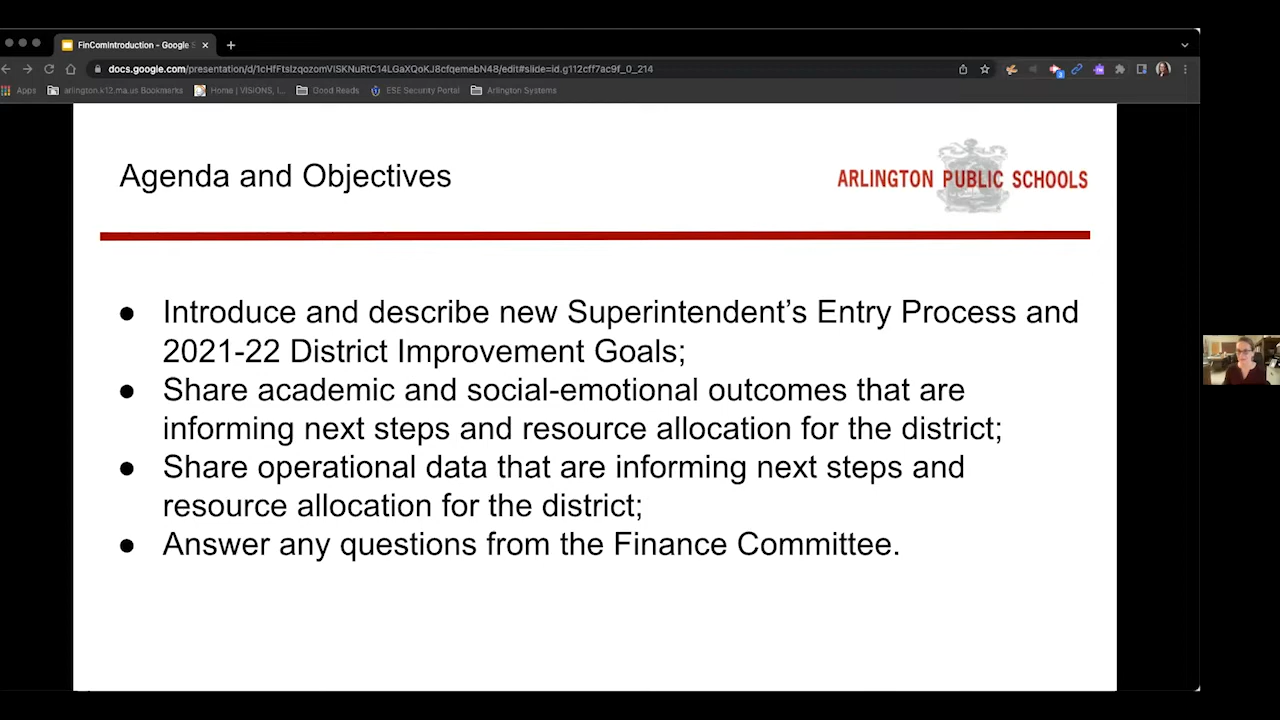 FinComIntroduction - Google S
docs.google.com/presentation/d/1cHfFtsIzqozomVISKNuRtC14LGaXQoKJ8cfqemebN48/edit#slide=id.g112cff7ac9f_0_214
Apps arlington.k12.ma.us Bookmarks Home | VISIONS, I... Good Reads ESE Security Portal Arlington Systems
Agenda and Objectives
ARLINGTON PUBLIC SCHOOLS
● Introduce and describe new Superintendent’s Entry Process and
2021-22 District Improvement Goals;
● Share academic and social-emotional outcomes that are
informing next steps and resource allocation for the district;
● Share operational data that are informing next steps and
resource allocation for the district;
● Answer any questions from the Finance Committee.